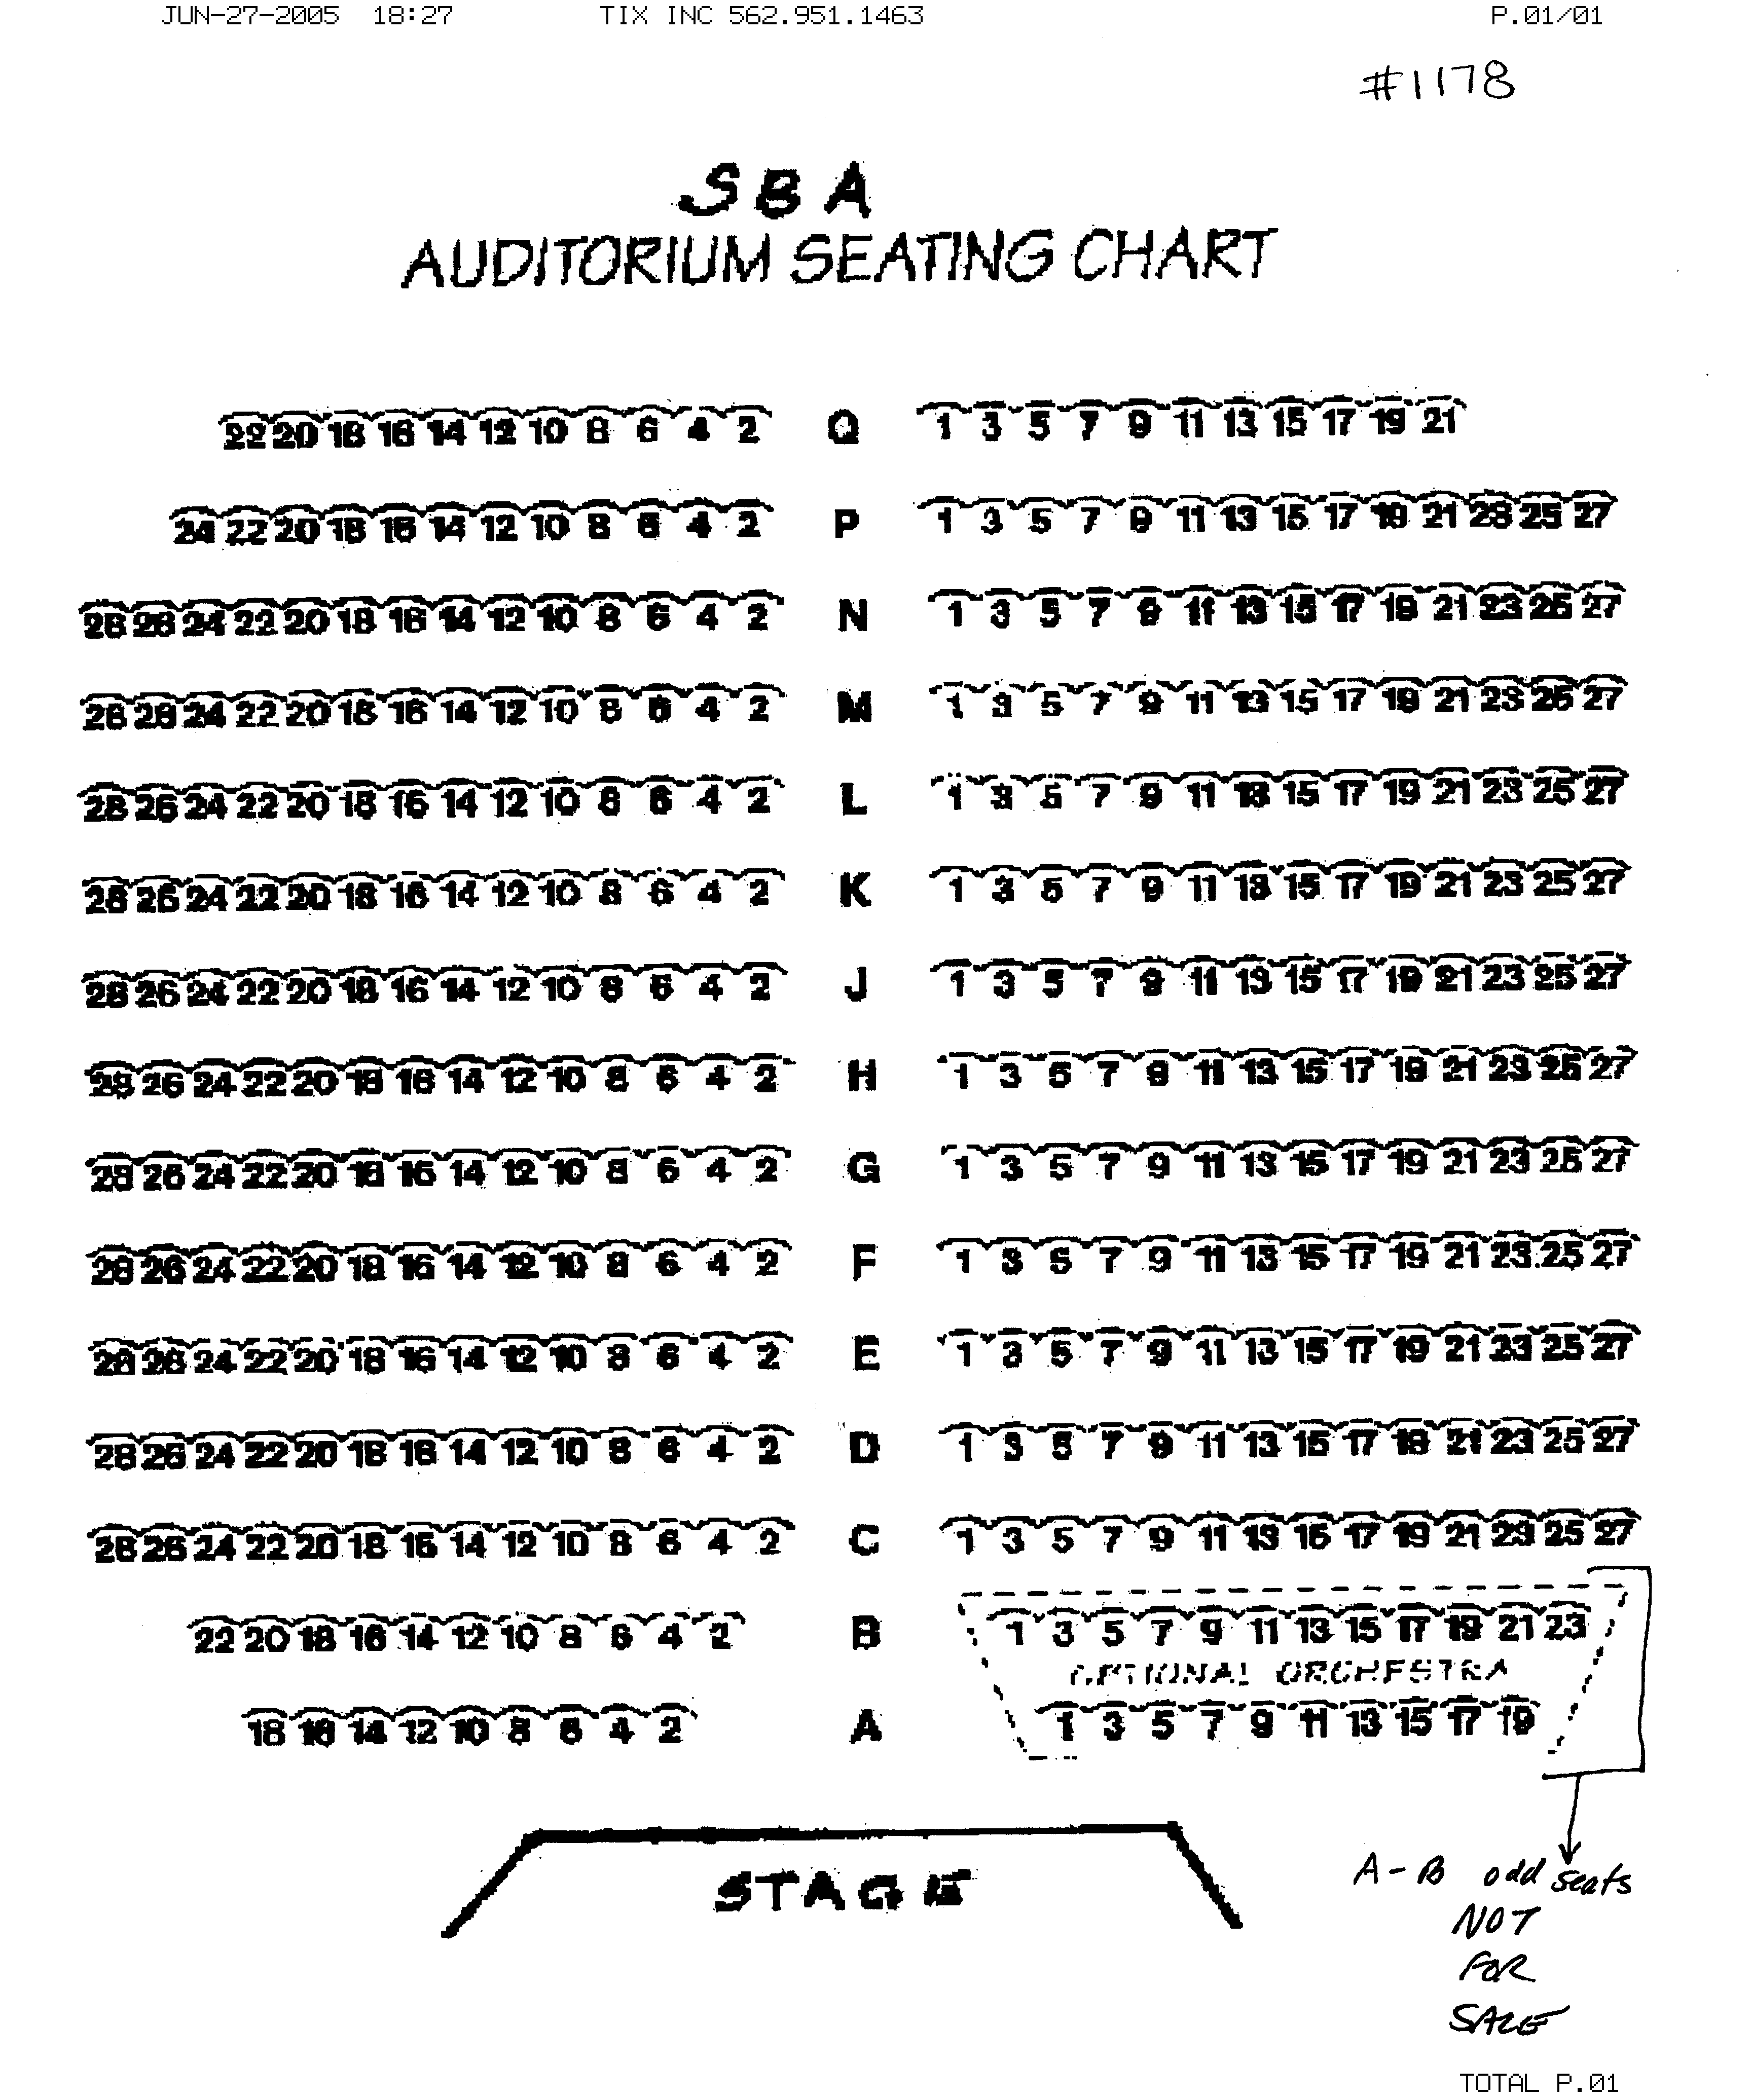 JUN-27-2005 18:27 TIX INC 562.951.1463 P.01/01
#1178
SBA
AUDITORIUM SEATING CHART
22 20 18 16 14 12 10 8 6 4 2 Q 1 3 5 7 9 11 13 15 17 19 21
24 22 20 18 16 14 12 10 8 6 4 2 P 1 3 5 7 9 11 13 15 17 19 21 23 25 27
28 26 24 22 20 18 16 14 12 10 8 6 4 2 N 1 3 5 7 9 11 13 15 17 19 21 23 25 27
28 26 24 22 20 18 16 14 12 10 8 6 4 2 M 1 3 5 7 9 11 13 15 17 19 21 23 25 27
28 26 24 22 20 18 16 14 12 10 8 6 4 2 L 1 3 5 7 9 11 13 15 17 19 21 23 25 27
28 26 24 22 20 18 16 14 12 10 8 6 4 2 K 1 3 5 7 9 11 13 15 17 19 21 23 25 27
28 26 24 22 20 18 16 14 12 10 8 6 4 2 J 1 3 5 7 9 11 13 15 17 19 21 23 25 27
28 26 24 22 20 18 16 14 12 10 8 6 4 2 H 1 3 5 7 9 11 13 15 17 19 21 23 25 27
28 26 24 22 20 18 16 14 12 10 8 6 4 2 G 1 3 5 7 9 11 13 15 17 19 21 23 25 27
28 26 24 22 20 18 16 14 12 10 8 6 4 2 F 1 3 5 7 9 11 13 15 17 19 21 23 25 27
28 26 24 22 20 18 16 14 12 10 8 6 4 2 E 1 3 5 7 9 11 13 15 17 19 21 23 25 27
28 26 24 22 20 18 16 14 12 10 8 6 4 2 D 1 3 5 7 9 11 13 15 17 19 21 23 25 27
28 26 24 22 20 18 16 14 12 10 8 6 4 2 C 1 3 5 7 9 11 13 15 17 19 21 23 25 27
22 20 18 16 14 12 10 8 6 4 2 B 1 3 5 7 9 11 13 15 17 19 21 23
OPTIONAL ORCHESTRA
18 16 14 12 10 8 6 4 2 A 1 3 5 7 9 11 13 15 17 19
STAGE
A-B odd seats
NOT
FOR
SALE
TOTAL P.01